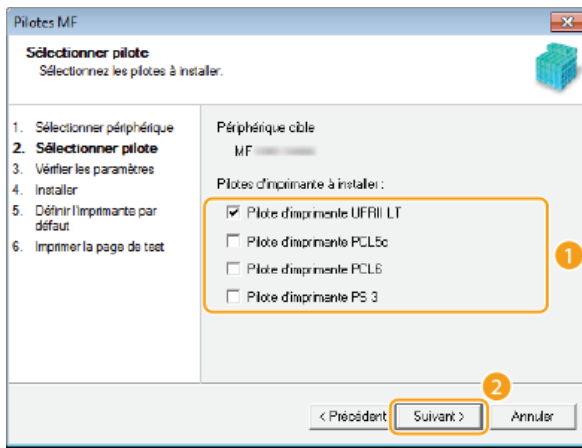 Pilotes MF
Sélectionner pilote
Sélectionnez les pilotes à installer.
1. Sélectionner périphérique
2. Sélectionner pilote
3. Vérifier les paramètres
4. Installer
5. Définir l'imprimante par
défaut
6. Imprimer la page de test
Périphérique cible
MF
Pilotes d'imprimante à installer :
Pilote d'imprimante UFRII LT
Pilote d'imprimante PCL5c
Pilote d'imprimante PCL6
Pilote d'imprimante PS 3
1
2
< Précédent
Suivant >
Annuler